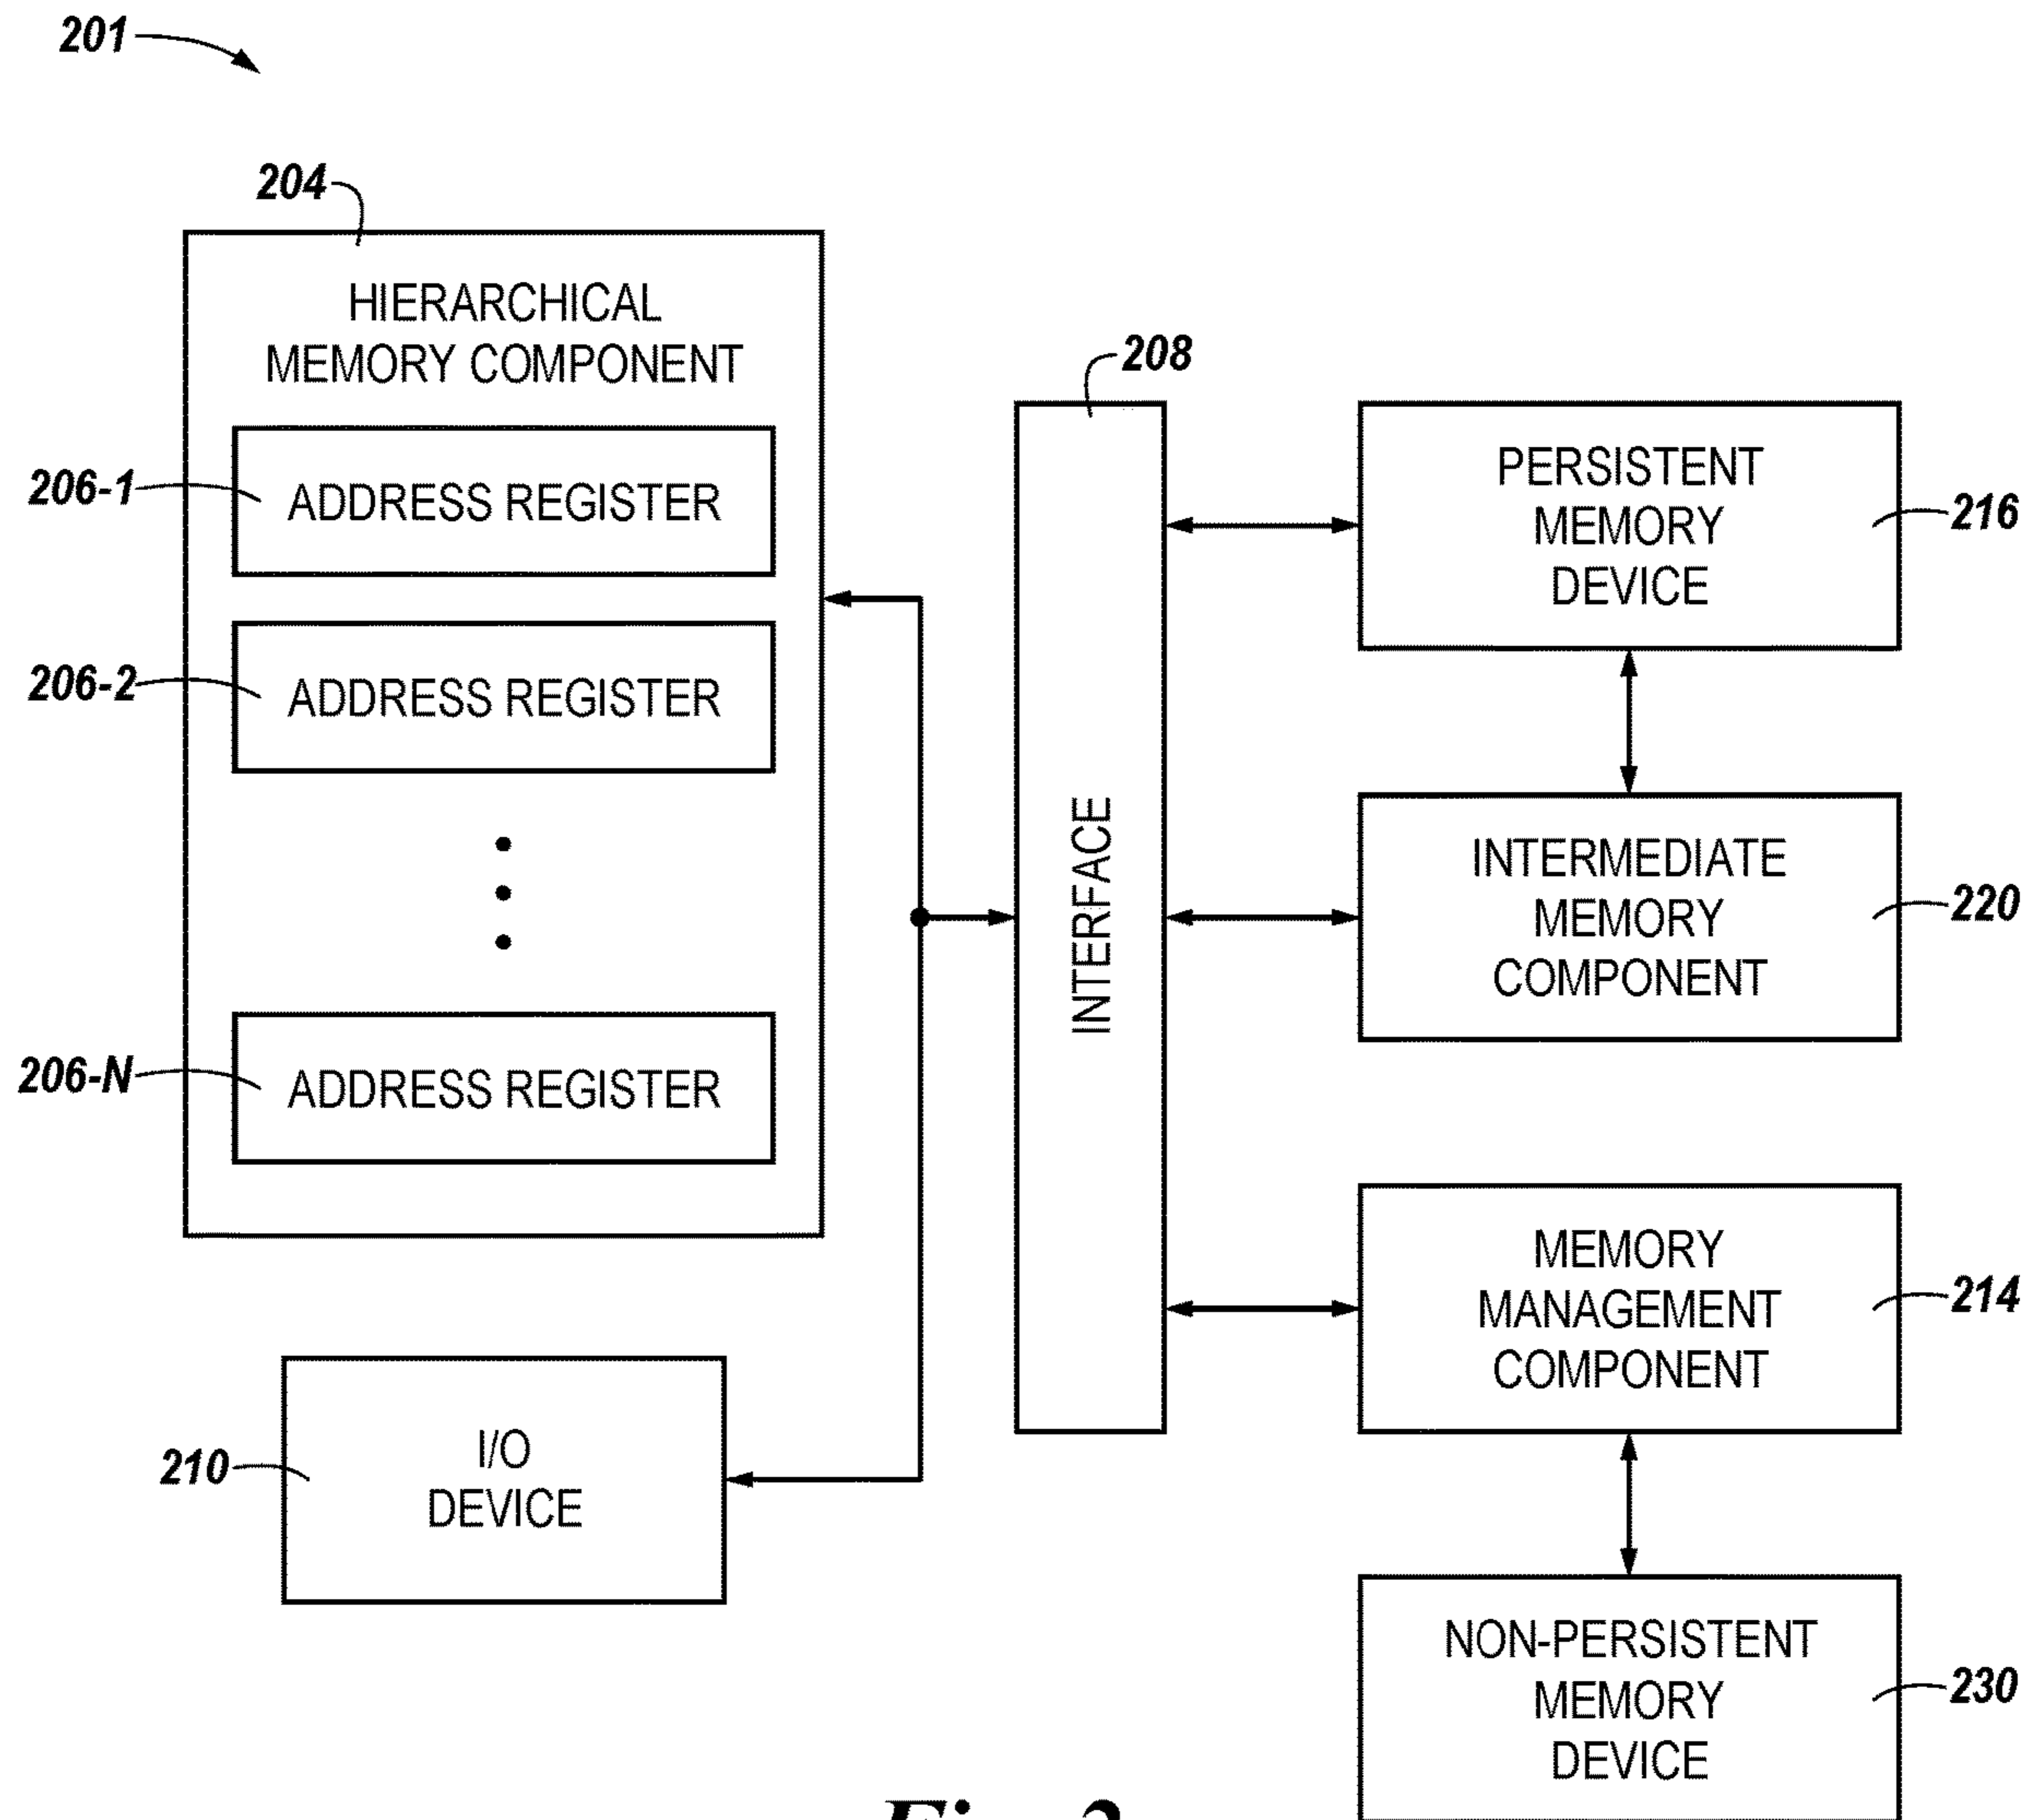 201
204
HIERARCHICAL
MEMORY COMPONENT
206-1
ADDRESS REGISTER
206-2
ADDRESS REGISTER
206-N
ADDRESS REGISTER
210
I/O
DEVICE
208
INTERFACE
PERSISTENT
MEMORY
DEVICE
216
INTERMEDIATE
MEMORY
COMPONENT
220
MEMORY
MANAGEMENT
COMPONENT
214
NON-PERSISTENT
MEMORY
DEVICE
230